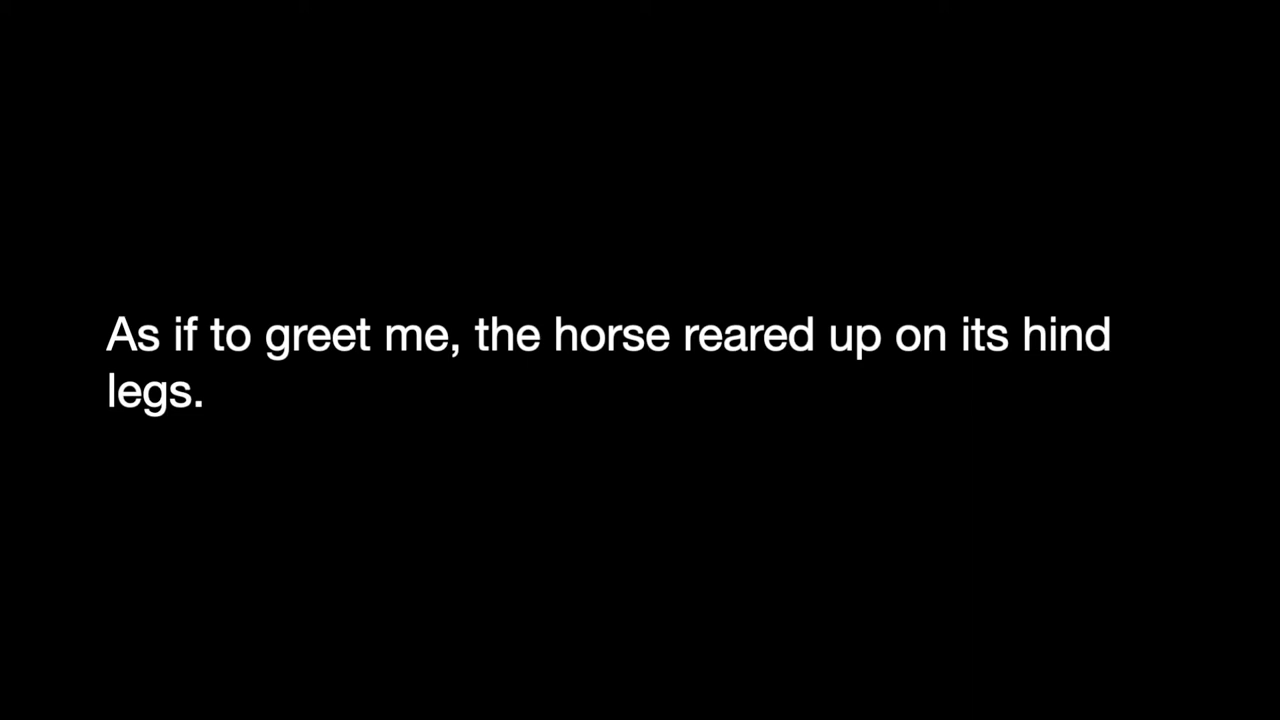 As if to greet me, the horse reared up on its hind
legs.